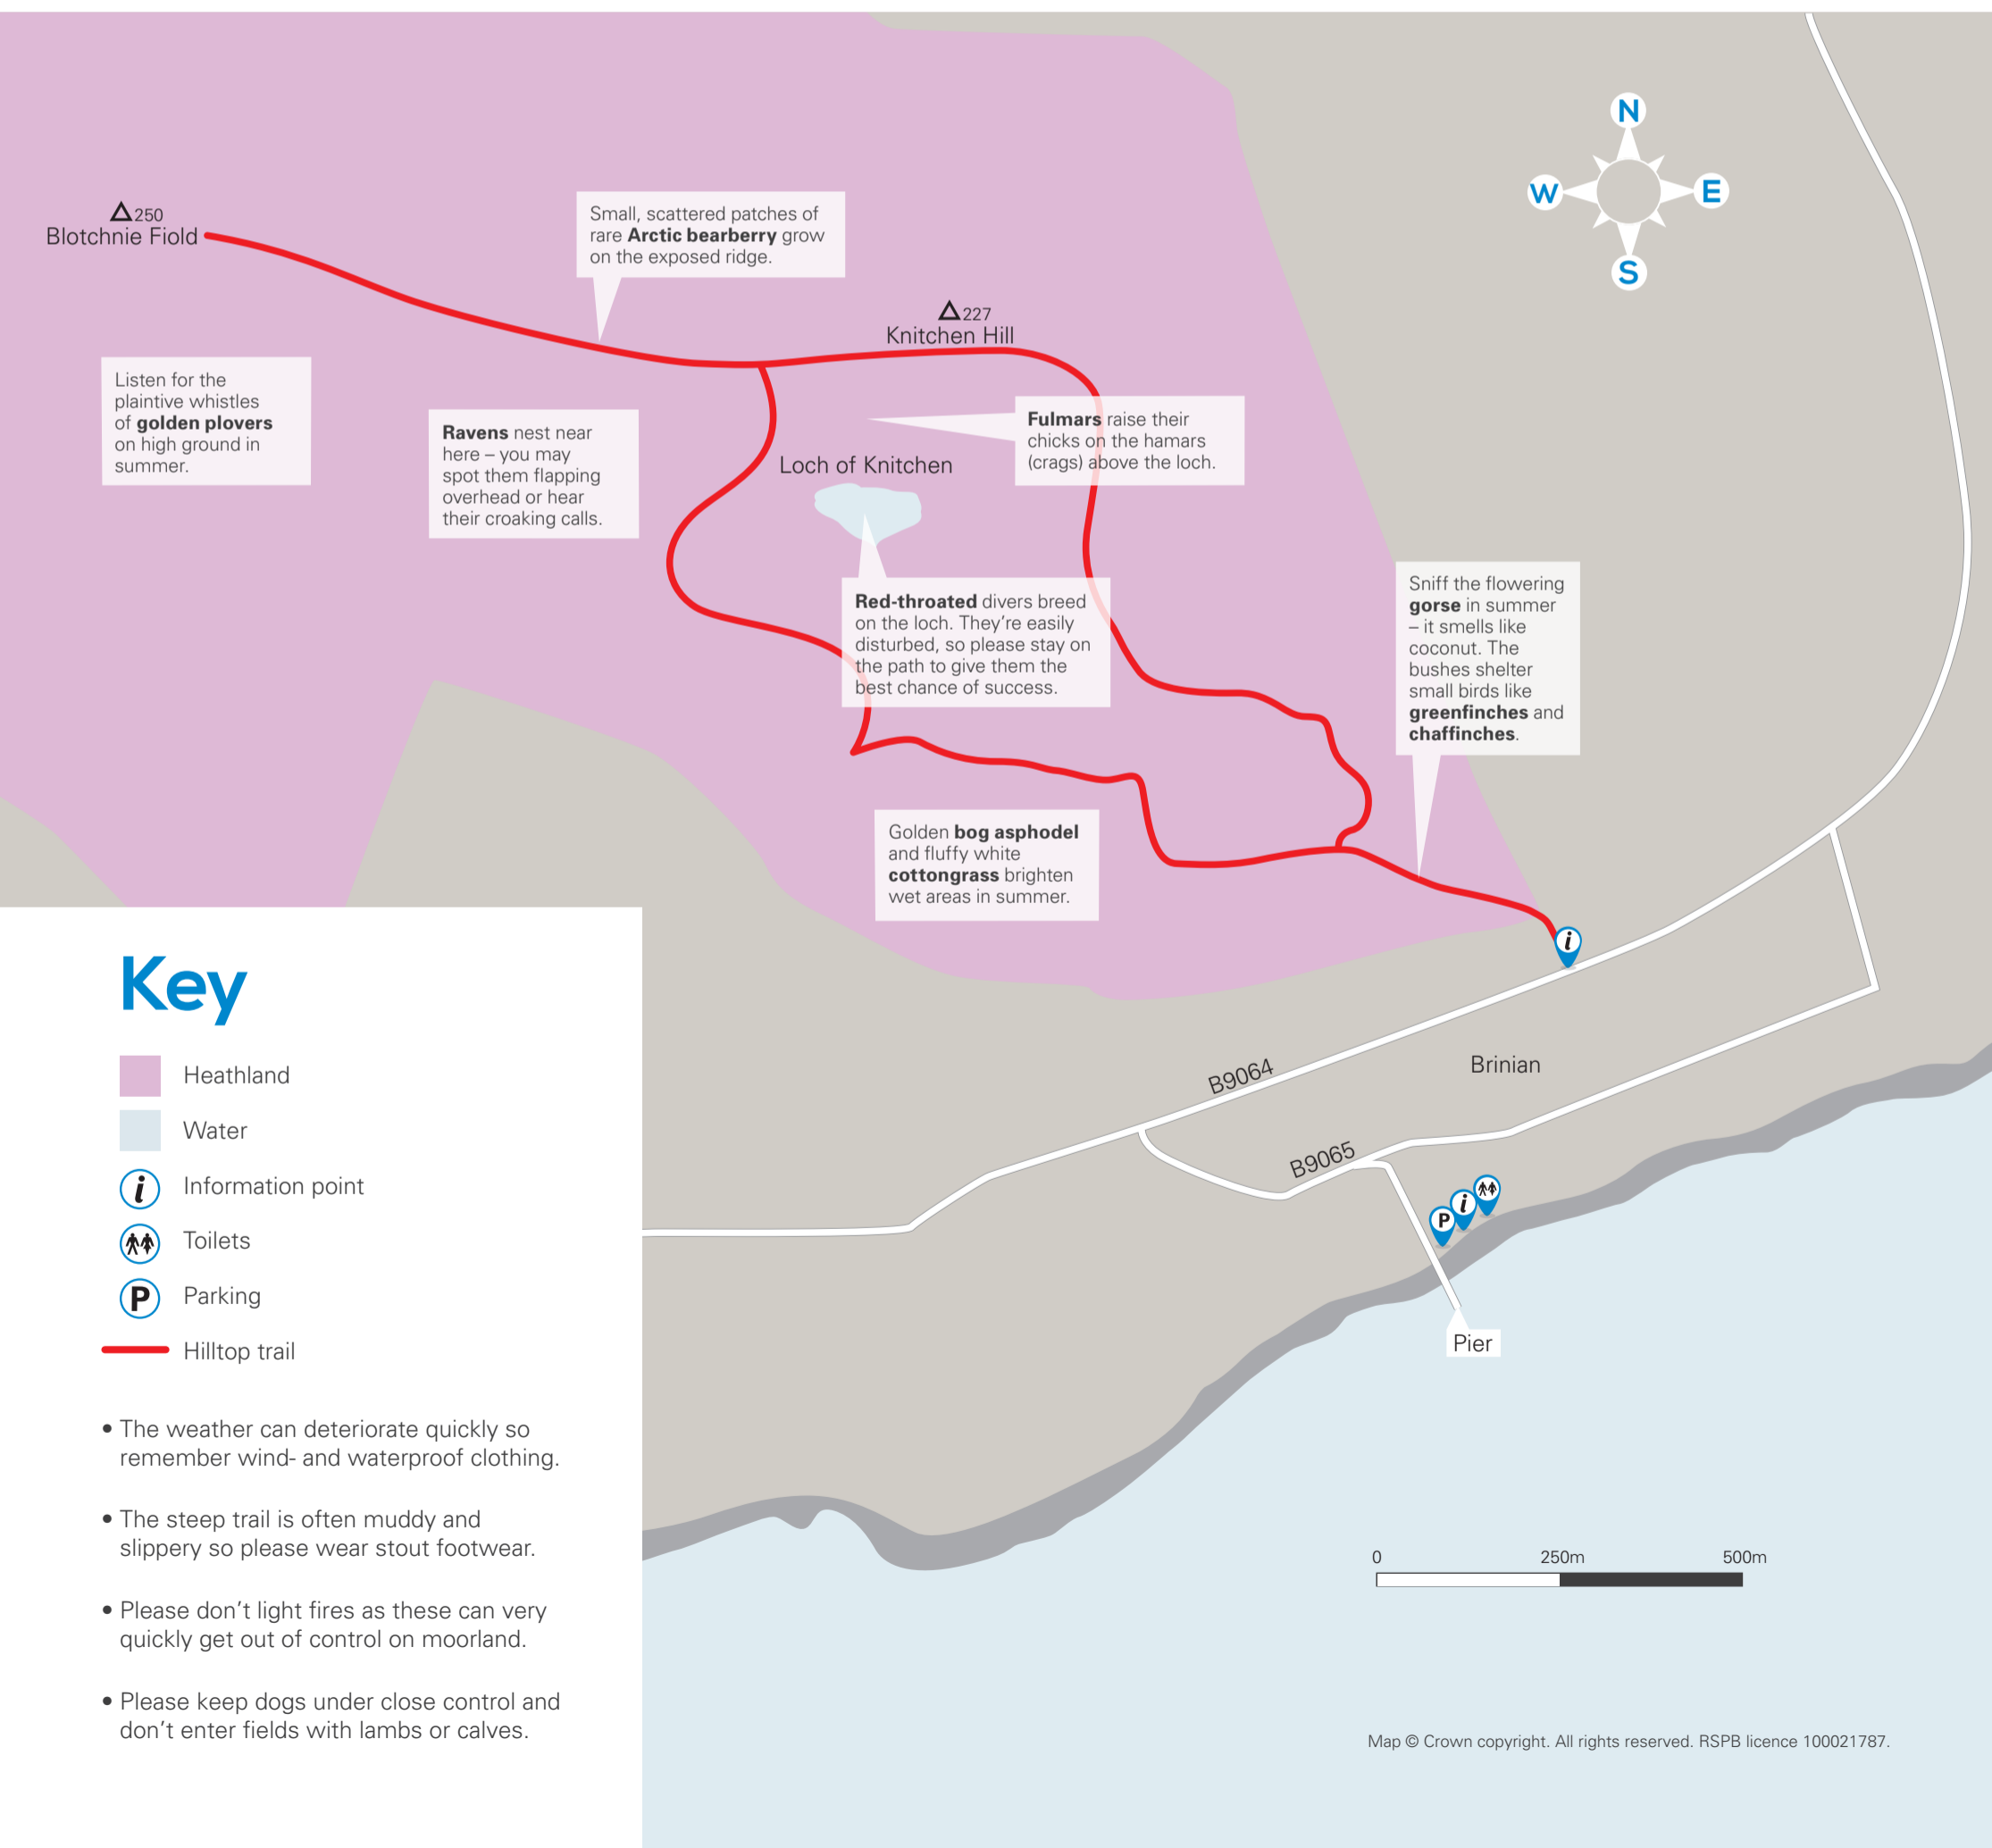 N
W
E
S
250
Blotchnie Fiold
Small, scattered patches of
rare Arctic bearberry grow
on the exposed ridge.
227
Knitchen Hill
Listen for the
plaintive whistles
of golden plovers
on high ground in
summer.
Ravens nest near
here – you may
spot them flapping
overhead or hear
their croaking calls.
Fulmars raise their
chicks on the hamars
(crags) above the loch.
Loch of Knitchen
Red-throated divers breed
on the loch. They’re easily
disturbed, so please stay on
the path to give them the
best chance of success.
Sniff the flowering
gorse in summer
– it smells like
coconut. The
bushes shelter
small birds like
greenfinches and
chaffinches.
Golden bog asphodel
and fluffy white
cottongrass brighten
wet areas in summer.
i
B9064
Brinian
B9065
P
i
Pier
Key
Heathland
Water
i Information point
Toilets
P Parking
Hilltop trail
• The weather can deteriorate quickly so
remember wind- and waterproof clothing.
• The steep trail is often muddy and
slippery so please wear stout footwear.
• Please don’t light fires as these can very
quickly get out of control on moorland.
• Please keep dogs under close control and
don’t enter fields with lambs or calves.
0 250m 500m
Map © Crown copyright. All rights reserved. RSPB licence 100021787.